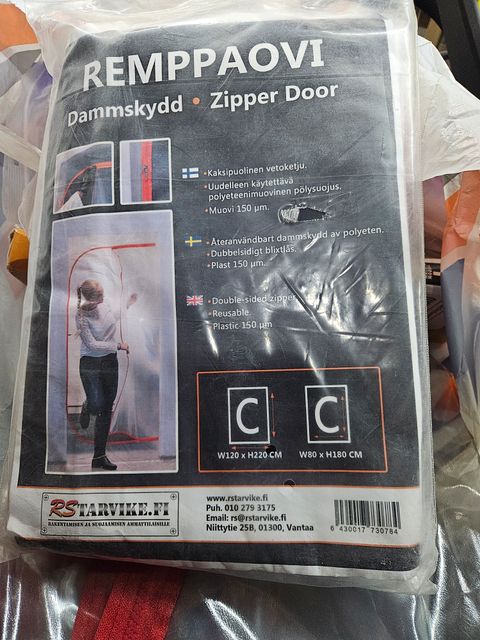 REMPPAOVI
Dammskydd • Zipper Door
• Kaksipuolinen vetoketju.
• Uudelleen käytettävä
polyeteenimuovinen pölysuojus.
• Muovi 150 µm.
• Återanvändbart dammskydd av polyeten.
• Dubbelsidigt blixtlås.
• Plast 150 µm.
• Double-sided zipper
• Reusable.
• Plastic 150 µm
C
C
W120 x H220 CM
W80 x H180 CM
RSTARVIKE.FI
RAKENTAMISEN JA SUOJAAMISEN AMMATTILAISILLE
www.rstarvike.fi
Puh. 010 279 3175
Email: rs@rstarvike.fi
Niittytie 25B, 01300, Vantaa
6 430017 730784